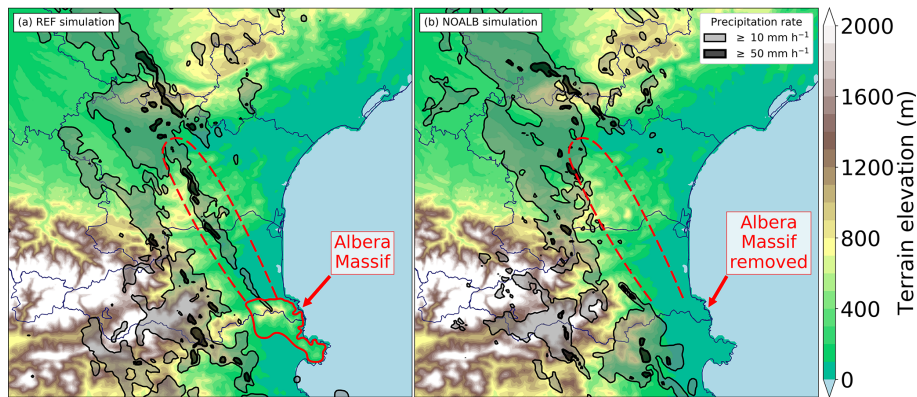 (a) REF simulation
Albera
Massif
(b) NOALB simulation
Precipitation rate
≥ 10 mm h⁻¹
≥ 50 mm h⁻¹
Albera
Massif
removed
2000
1600
1200
800
400
0
Terrain elevation (m)